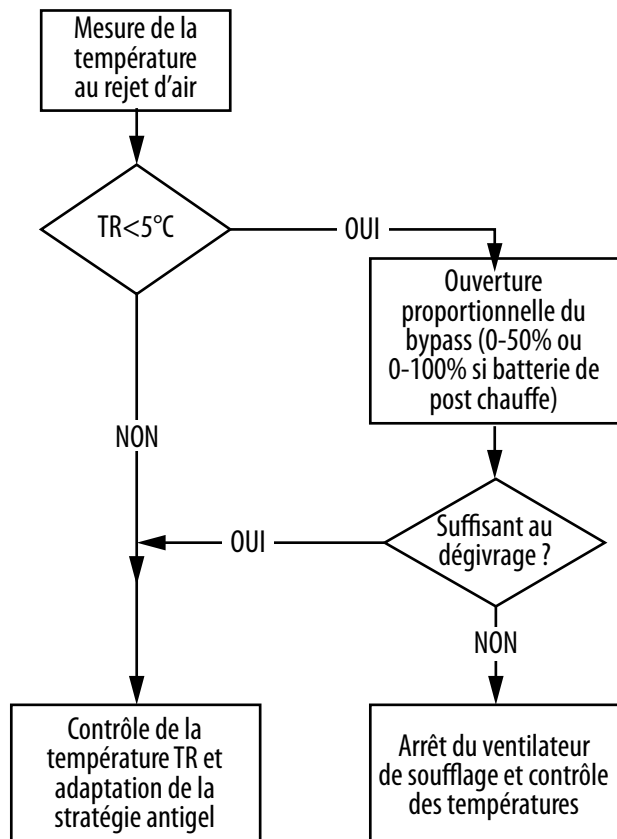 Mesure de la
température
au rejet d’air
TR<5°C
OUI
Ouverture
proportionnelle du
bypass (0-50% ou
0-100% si batterie de
post chauffe)
NON
Suffisant au
dégivrage ?
OUI
NON
Contrôle de la
température TR et
adaptation de la
stratégie antigel
Arrêt du ventilateur
de soufflage et contrôle
des températures